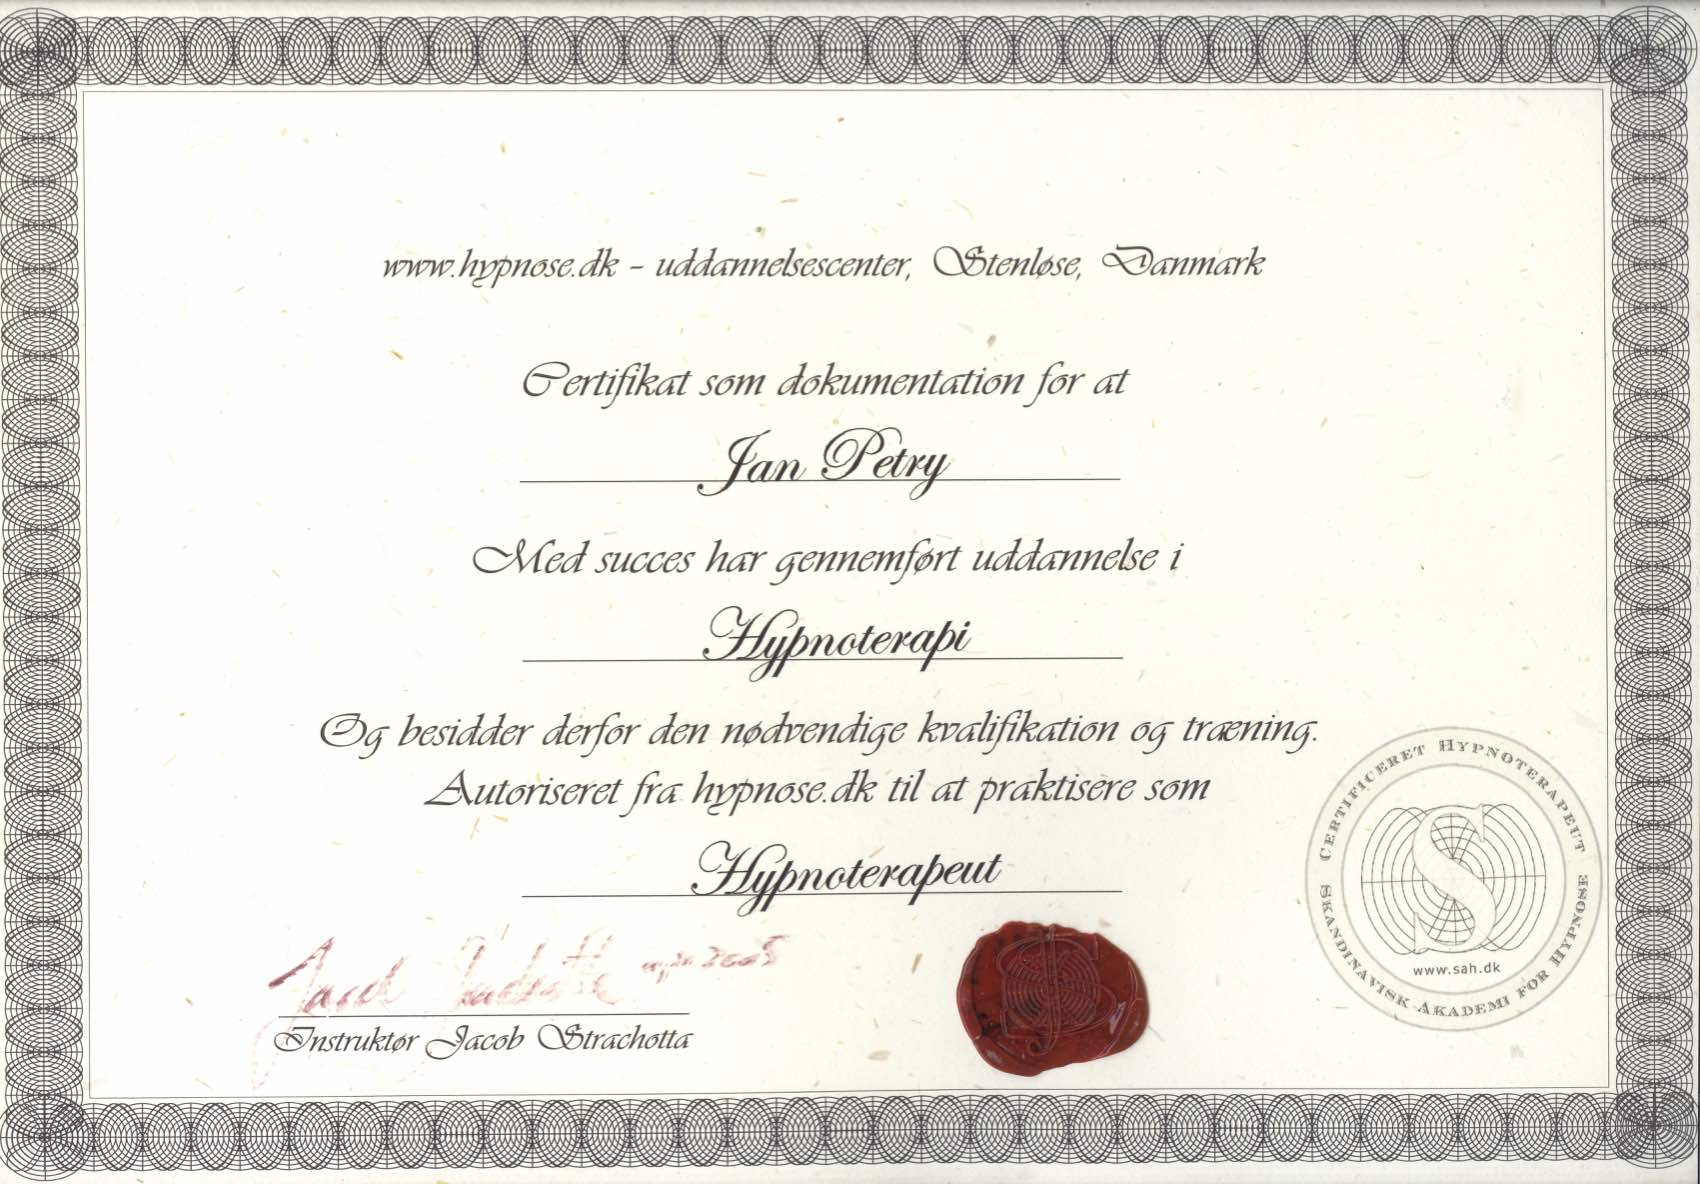 www.hypnose.dk - uddannelsescenter, Stenløse, Danmark
Certifikat som dokumentation for at
Jan Petry
Med succes har gennemført uddannelse i
Hypnoterapi
Og besidder derfor den nødvendige kvalifikation og træning.
Autoriseret fra hypnose.dk til at praktisere som
Hypnoterapeut
Jacob Strachotta
Instruktør Jacob Strachotta
CERTIFICERET HYPNOTERAPEUT
S
www.sah.dk
SKANDINAVISK AKADEMI FOR HYPNOSE